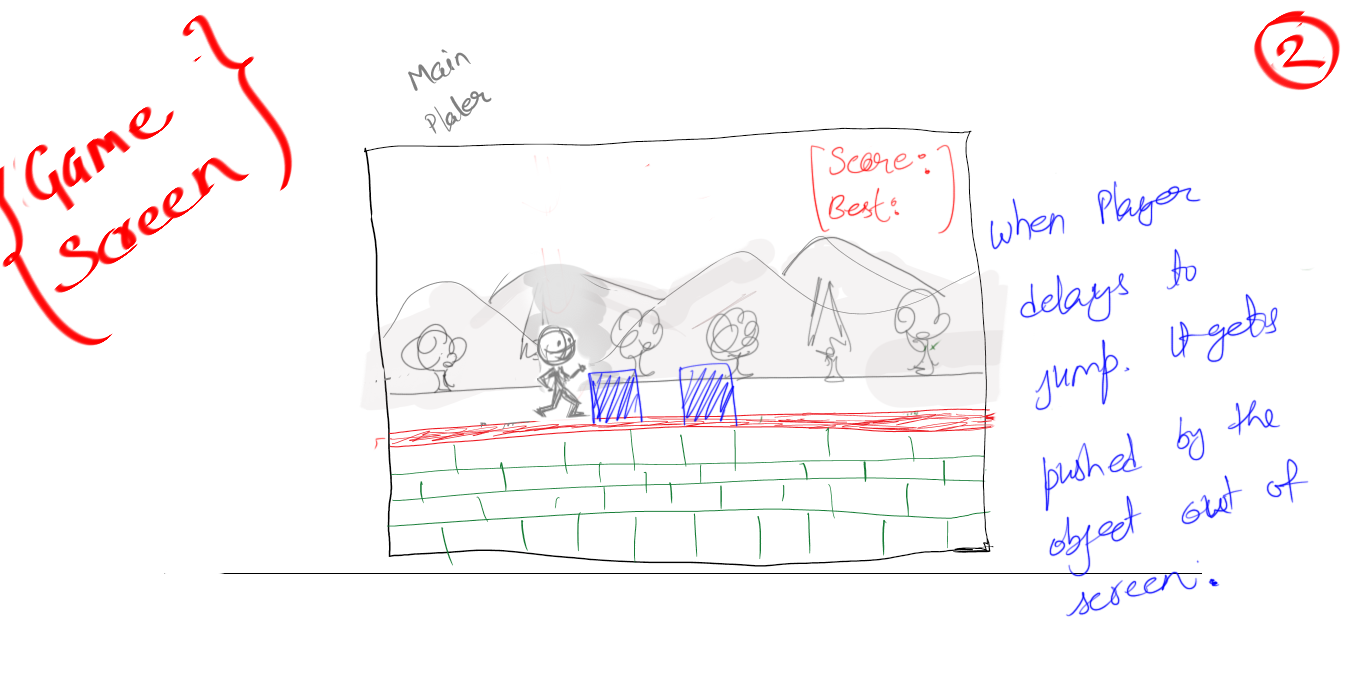 2
Game
Screen
Main
Plaler
Score:
Best:
when Player
delays to
jump. It gets
pushed by the
object out of
screen.